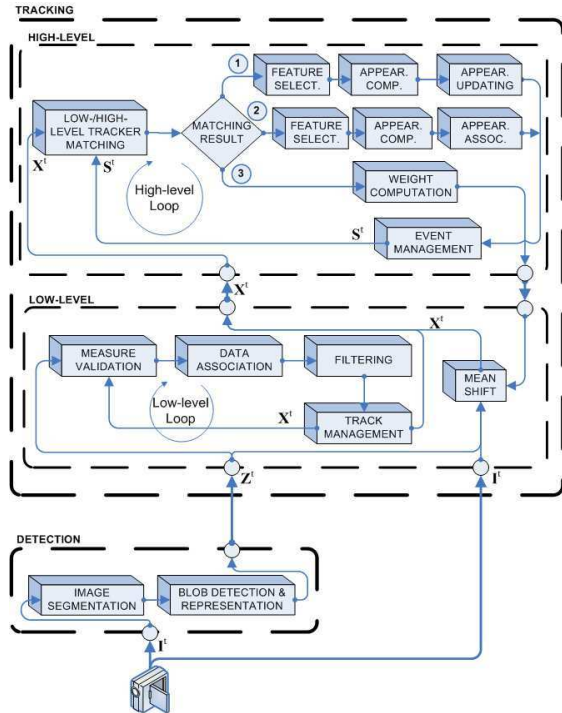 TRACKING
HIGH-LEVEL
1
FEATURE
SELECT.
APPEAR.
COMP.
APPEAR.
UPDATING
LOW-/HIGH-
LEVEL TRACKER
MATCHING
MATCHING
RESULT
2
FEATURE
SELECT.
APPEAR.
COMP.
APPEAR.
ASSOC.
X^t
S^t
High-level
Loop
3
WEIGHT
COMPUTATION
S^t
EVENT
MANAGEMENT
X^t
LOW-LEVEL
X^t
MEASURE
VALIDATION
DATA
ASSOCIATION
FILTERING
MEAN
SHIFT
Low-level
Loop
X^t
TRACK
MANAGEMENT
Z^t
I^t
DETECTION
IMAGE
SEGMENTATION
BLOB DETECTION &
REPRESENTATION
I^t